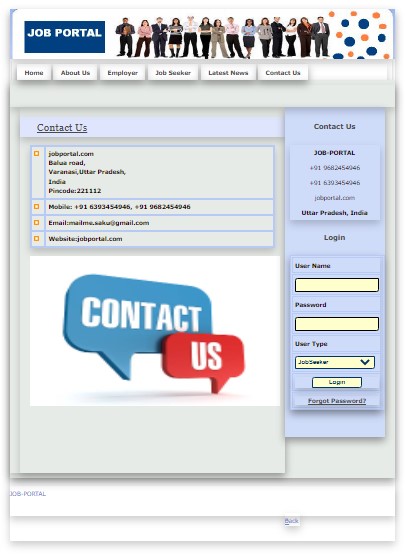 JOB PORTAL
Home About Us Employer Job Seeker Latest News Contact Us
Contact Us
jobportal.com
Balua road,
Varanasi,Uttar Pradesh,
India
Pincode:221112
Mobile: +91 6393454946, +91 9682454946
Email:mailme.saku@gmail.com
Website:jobportal.com
CONTACT
US
Contact Us
JOB-PORTAL
+91 9682454946
+91 6393454946
jobportal.com
Uttar Pradesh, India
Login
User Name
Password
User Type
JobSeeker
Login
Forgot Password?
JOB-PORTAL
Back